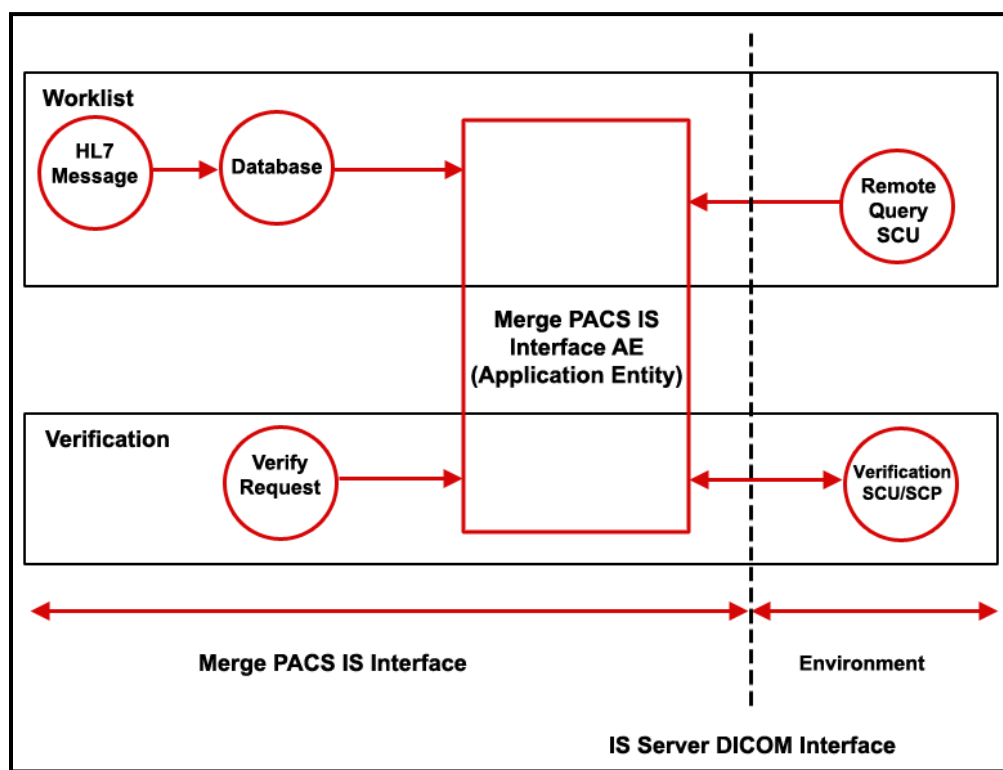 Worklist
HL7
Message
Database
Remote
Query
SCU
Merge PACS IS
Interface AE
(Application Entity)
Verification
Verify
Request
Verification
SCU/SCP
Merge PACS IS Interface
Environment
IS Server DICOM Interface